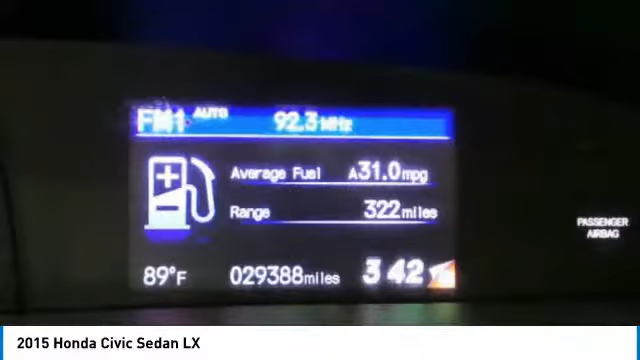 FM1 AUTO 92.3 MHz
Average Fuel A31.0mpg
Range 322miles
PASSENGER
AIRBAG
89°F 029388miles 3 42
2015 Honda Civic Sedan LX